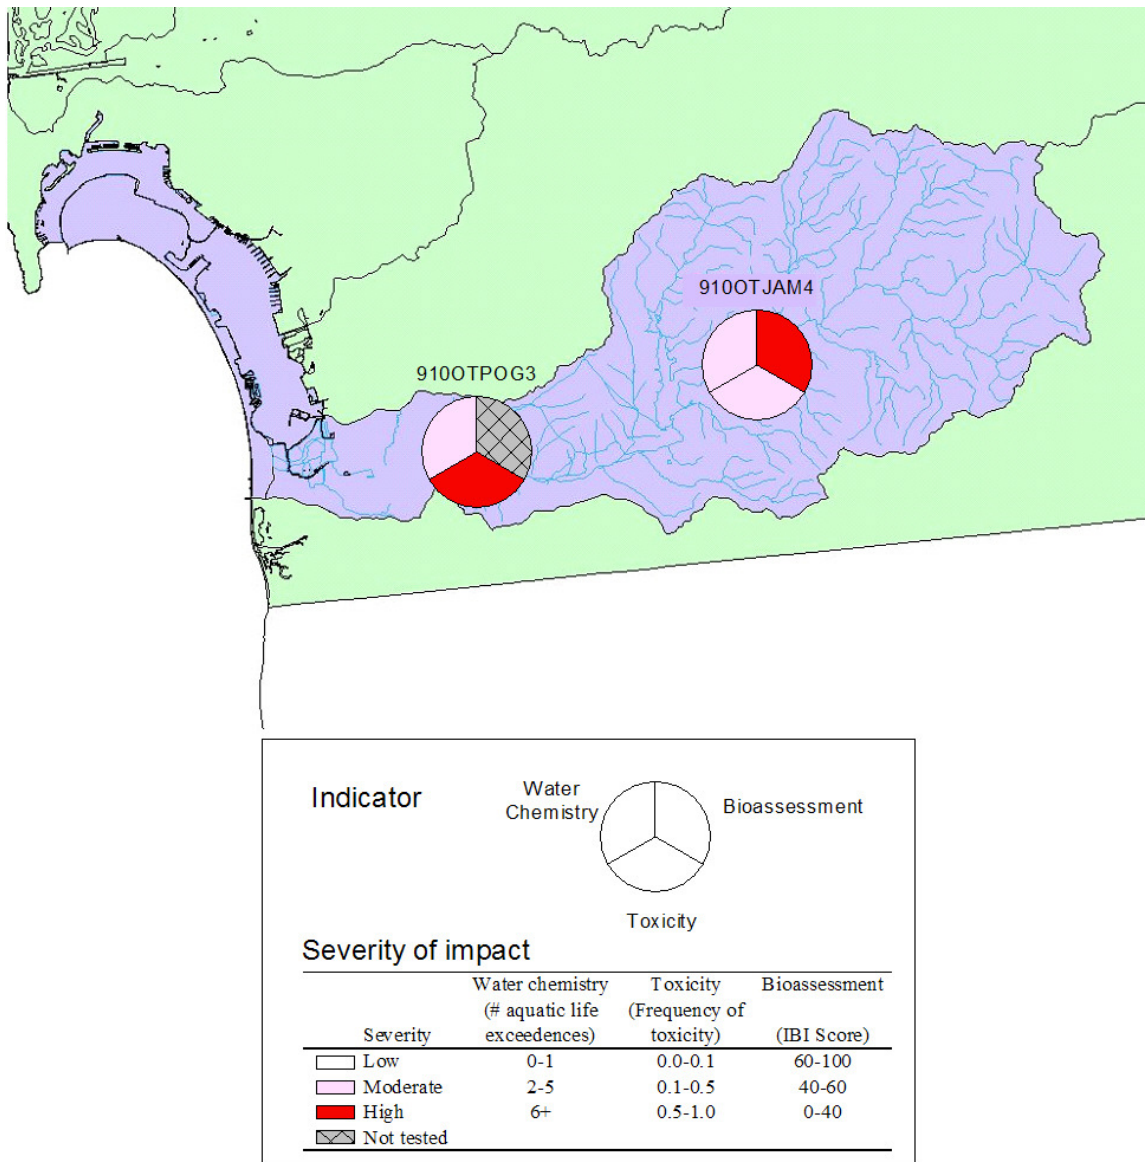 910OTJAM4
910OTPOG3
Indicator
Water
Chemistry
Bioassessment
Toxicity
Severity of impact
Water chemistry Toxicity Bioassessment
(# aquatic life (Frequency of
Severity exceedences) toxicity) (IBI Score)
Low 0-1 0.0-0.1 60-100
Moderate 2-5 0.1-0.5 40-60
High 6+ 0.5-1.0 0-40
Not tested